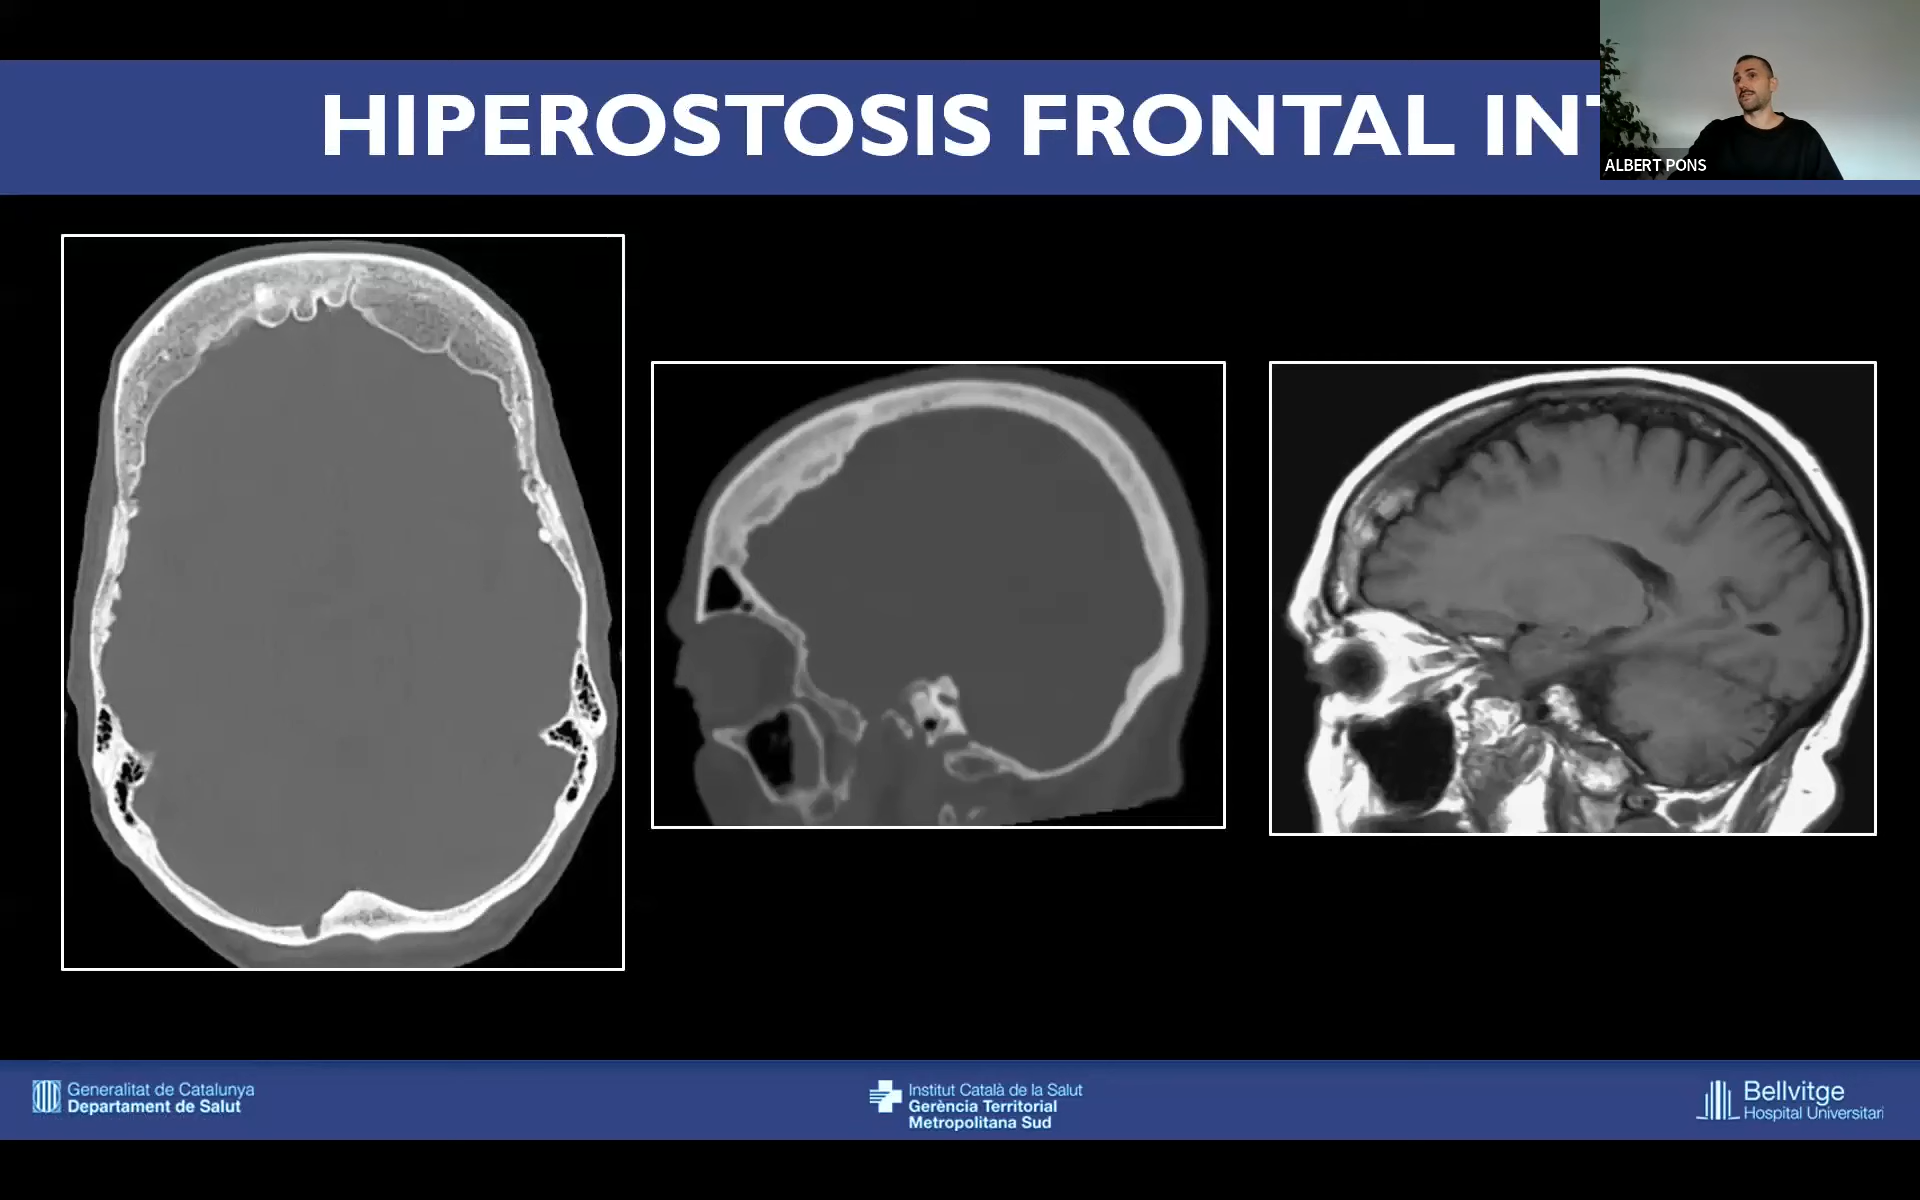 HIPEROSTOSIS FRONTAL INT
ALBERT PONS
Generalitat de Catalunya
Departament de Salut
Institut Català de la Salut
Gerència Territorial
Metropolitana Sud
Bellvitge
Hospital Universitari